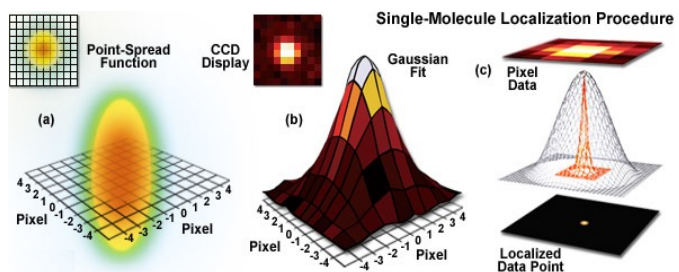 Single-Molecule Localization Procedure
Point-Spread
Function
(a)
4 3 2 1 0 -1 -2 -3 -4
Pixel
-4 -3 -2 -1 0 1 2 3 4
Pixel
CCD
Display
Gaussian
Fit
(b)
4 3 2 1 0 -1 -2 -3 -4
Pixel
-4 -3 -2 -1 0 1 2 3 4
Pixel
(c)
Pixel
Data
Localized
Data Point